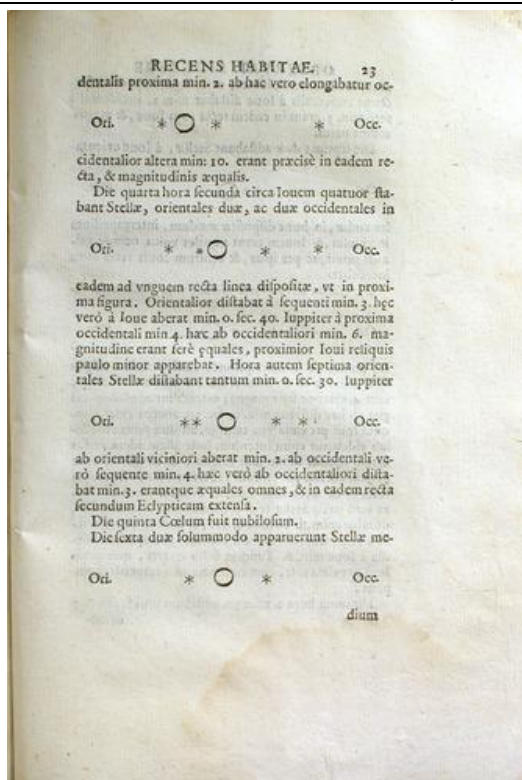 RECENS HABITAE. 23
dentalis proxima min. 2. ab hac vero elongabatur oc-
Ori. * O * * Occ.
cidentalior altera min: 10. erant præcisè in eadem re-
cta, & magnitudinis æqualis.
Die quarta hora secunda circa Iouem quatuor sta-
bant Stellæ, orientales duæ, ac duæ occidentales in
Ori. * *O * * Occ.
eadem ad vnguem recta linea dispositæ, vt in proxi-
ma figura. Orientalior distabat à sequenti min. 3. hęc
verò à Ioue aberat min. 0. sec. 40. Iuppiter à proxima
occidentali min 4. hæc ab occidentaliori min. 6. ma-
gnitudine erant ferè ęquales, proximior Ioui reliquis
paulo minor apparebat. Hora autem septima orien-
tales Stellæ distabant tantum min. 0. sec. 30. Iuppiter
Ori. ** O * * Occ.
ab orientali viciniori aberat min. 2. ab occidentali ve-
rò sequente min. 4. hæc verò ab occidentaliori dista-
bat min. 3. erantque æquales omnes, & in eadem recta
secundum Eclypticam extensa.
Die quinta Cœlum fuit nubilosum.
Die sexta duæ solummodo apparuerunt Stellæ me-
Ori. * O * Occ.
dium